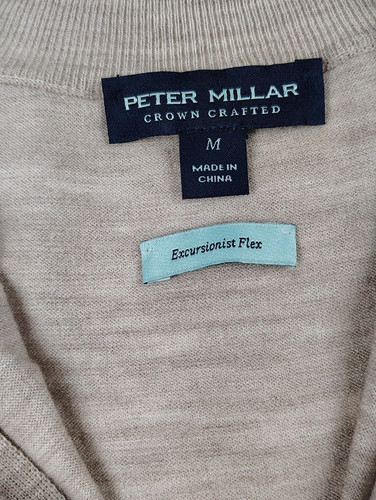 PETER MILLAR
CROWN CRAFTED
M
MADE IN
CHINA
Excursionist Flex